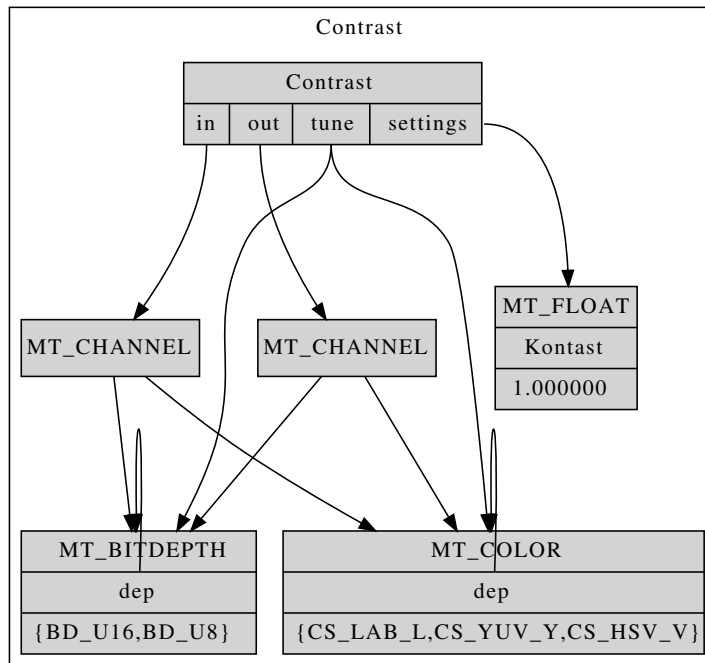 Contrast
Contrast
in out tune settings
MT_FLOAT
MT_CHANNEL MT_CHANNEL
Kontast
1.000000
MT_BITDEPTH MT_COLOR
dep dep
{BD_U16,BD_U8} {CS_LAB_L,CS_YUV_Y,CS_HSV_V}